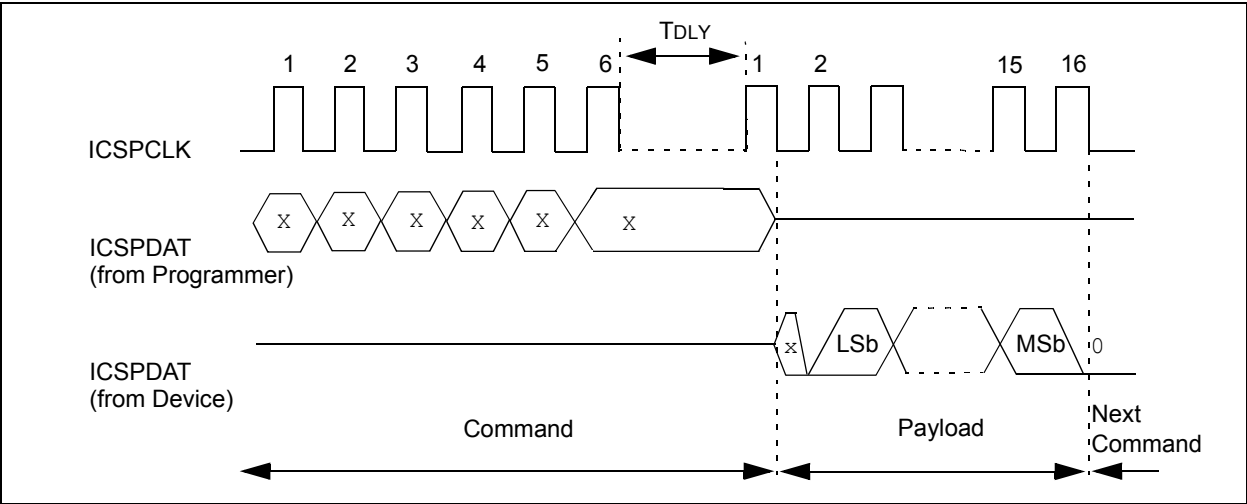 TDLY
1 2 3 4 5 6 1 2 15 16
ICSPCLK
X X X X X X
ICSPDAT
(from Programmer)
x LSb MSb 0
ICSPDAT
(from Device)
Command Payload Next
Command